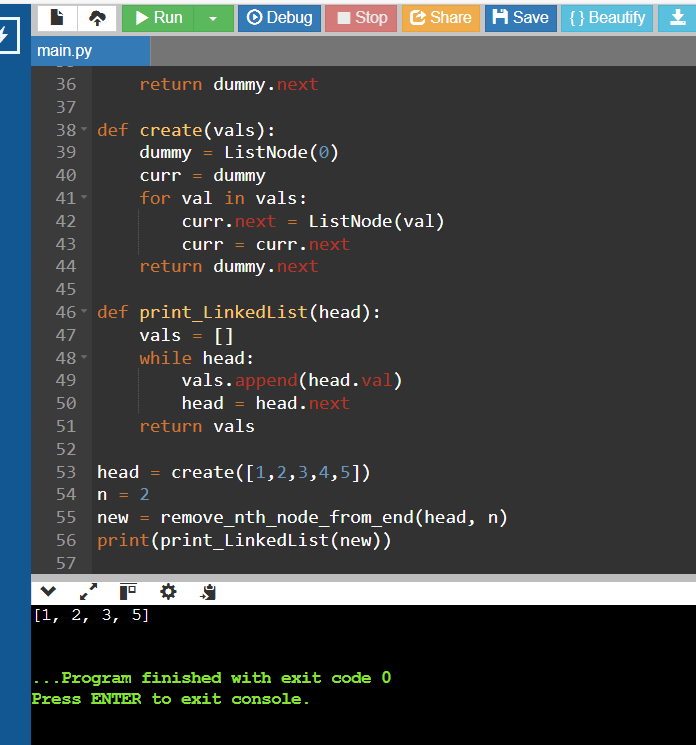 Run Debug Stop Share Save { } Beautify
main.py
36 return dummy.next
37
38 def create(vals):
39 dummy = ListNode(0)
40 curr = dummy
41 for val in vals:
42 curr.next = ListNode(val)
43 curr = curr.next
44 return dummy.next
45
46 def print_LinkedList(head):
47 vals = []
48 while head:
49 vals.append(head.val)
50 head = head.next
51 return vals
52
53 head = create([1,2,3,4,5])
54 n = 2
55 new = remove_nth_node_from_end(head, n)
56 print(print_LinkedList(new))
57
[1, 2, 3, 5]
...Program finished with exit code 0
Press ENTER to exit console.